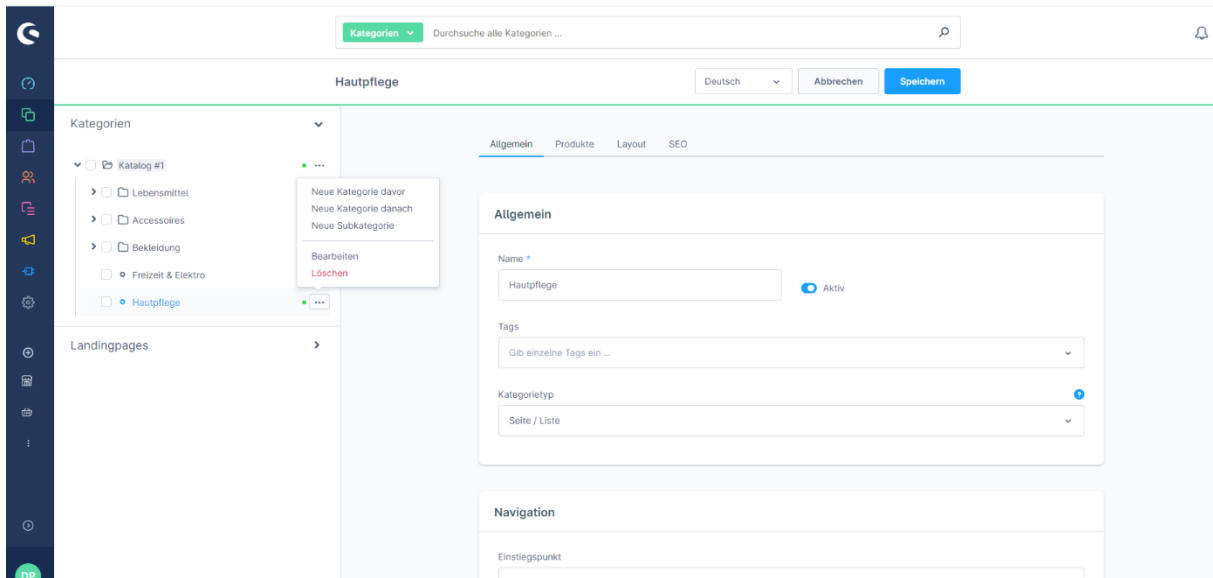 Kategorien
Durchsuche alle Kategorien ...
Hautpflege
Deutsch
Abbrechen
Speichern
Kategorien
Katalog #1
Lebensmittel
Accessoires
Bekleidung
Freizeit & Elektro
Hautpflege
Landingpages
Neue Kategorie davor
Neue Kategorie danach
Neue Subkategorie
Bearbeiten
Löschen
Allgemein Produkte Layout SEO
Allgemein
Name *
Hautpflege
Aktiv
Tags
Gib einzelne Tags ein ...
Kategorietyp
?
Seite / Liste
Navigation
Einstiegspunkt
DP